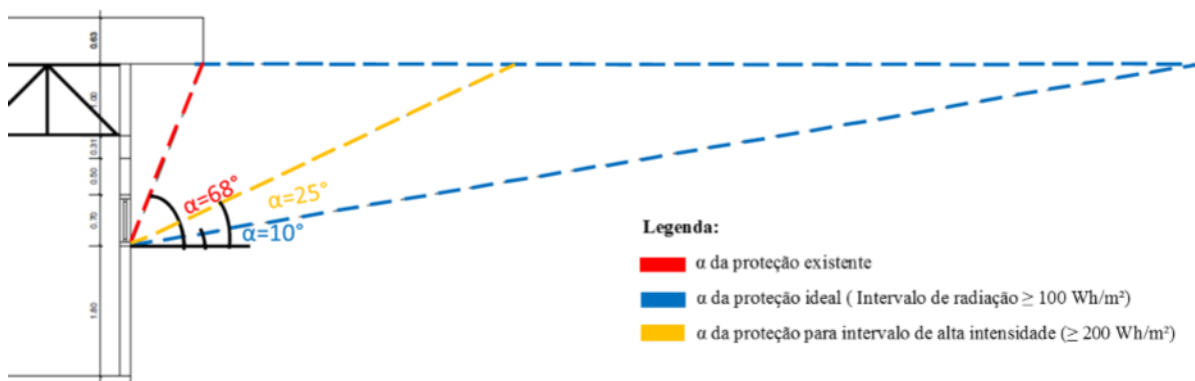 0.63
1.00
0.31
0.50
0.70
1.80
α=68°
α=25°
α=10°
Legenda:
α da proteção existente
α da proteção ideal ( Intervalo de radiação ≥ 100 Wh/m²)
α da proteção para intervalo de alta intensidade (≥ 200 Wh/m²)